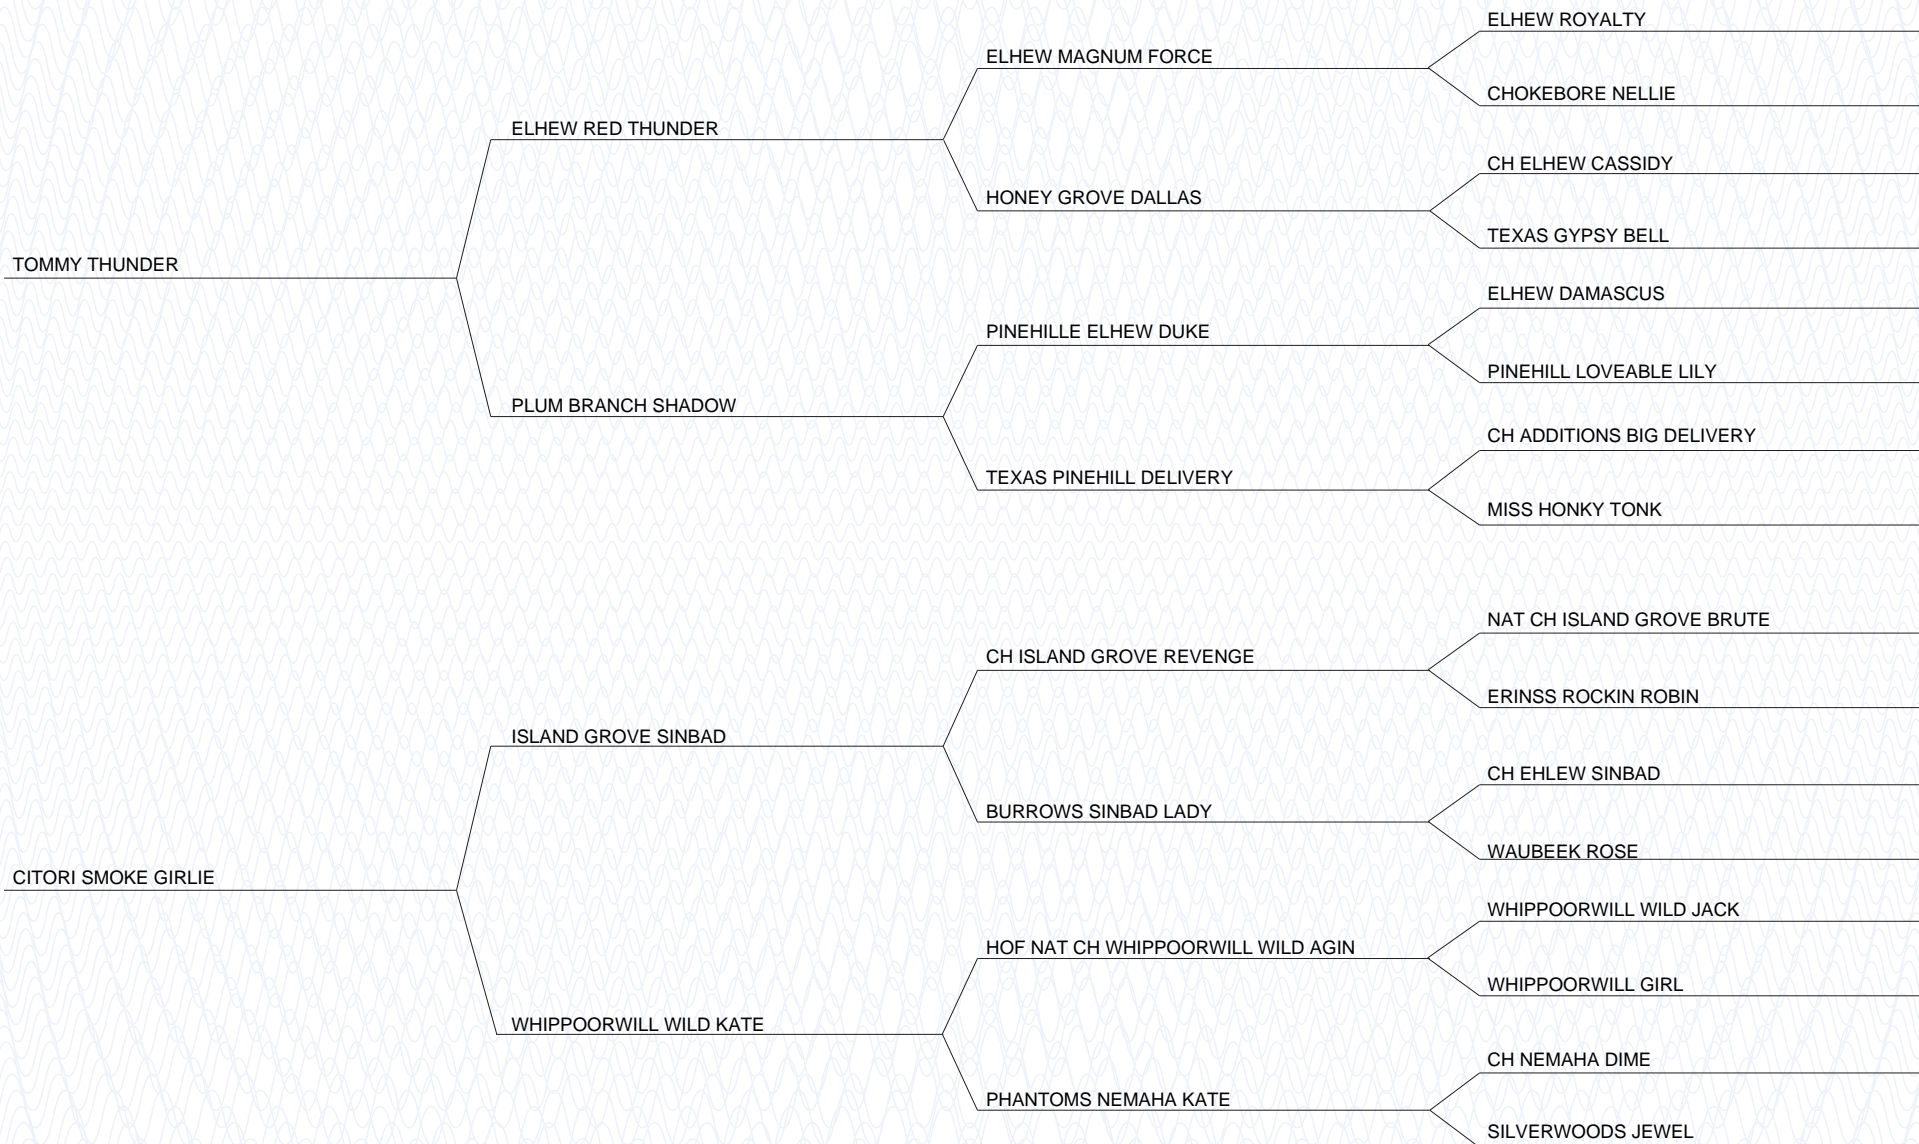 ELHEW ROYALTY
ELHEW MAGNUM FORCE
CHOKEBORE NELLIE
ELHEW RED THUNDER
CH ELHEW CASSIDY
HONEY GROVE DALLAS
TEXAS GYPSY BELL
TOMMY THUNDER
ELHEW DAMASCUS
PINEHILLE ELHEW DUKE
PINEHILL LOVEABLE LILY
PLUM BRANCH SHADOW
CH ADDITIONS BIG DELIVERY
TEXAS PINEHILL DELIVERY
MISS HONKY TONK
NAT CH ISLAND GROVE BRUTE
CH ISLAND GROVE REVENGE
ERINSS ROCKIN ROBIN
ISLAND GROVE SINBAD
CH EHLEW SINBAD
BURROWS SINBAD LADY
WAUBEEK ROSE
CITORI SMOKE GIRLIE
WHIPPOORWILL WILD JACK
HOF NAT CH WHIPPOORWILL WILD AGIN
WHIPPOORWILL GIRL
WHIPPOORWILL WILD KATE
CH NEMAHA DIME
PHANTOMS NEMAHA KATE
SILVERWOODS JEWEL